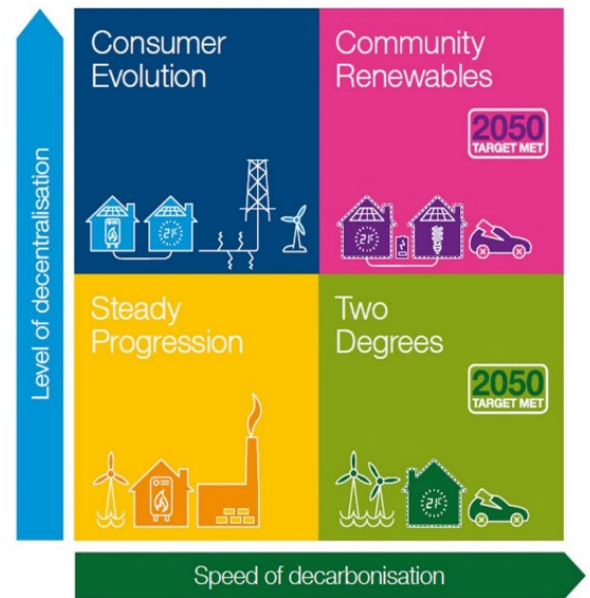 Consumer
Evolution
Community
Renewables
2050
TARGET MET
Level of decentralisation
Steady
Progression
Two
Degrees
2050
TARGET MET
Speed of decarbonisation